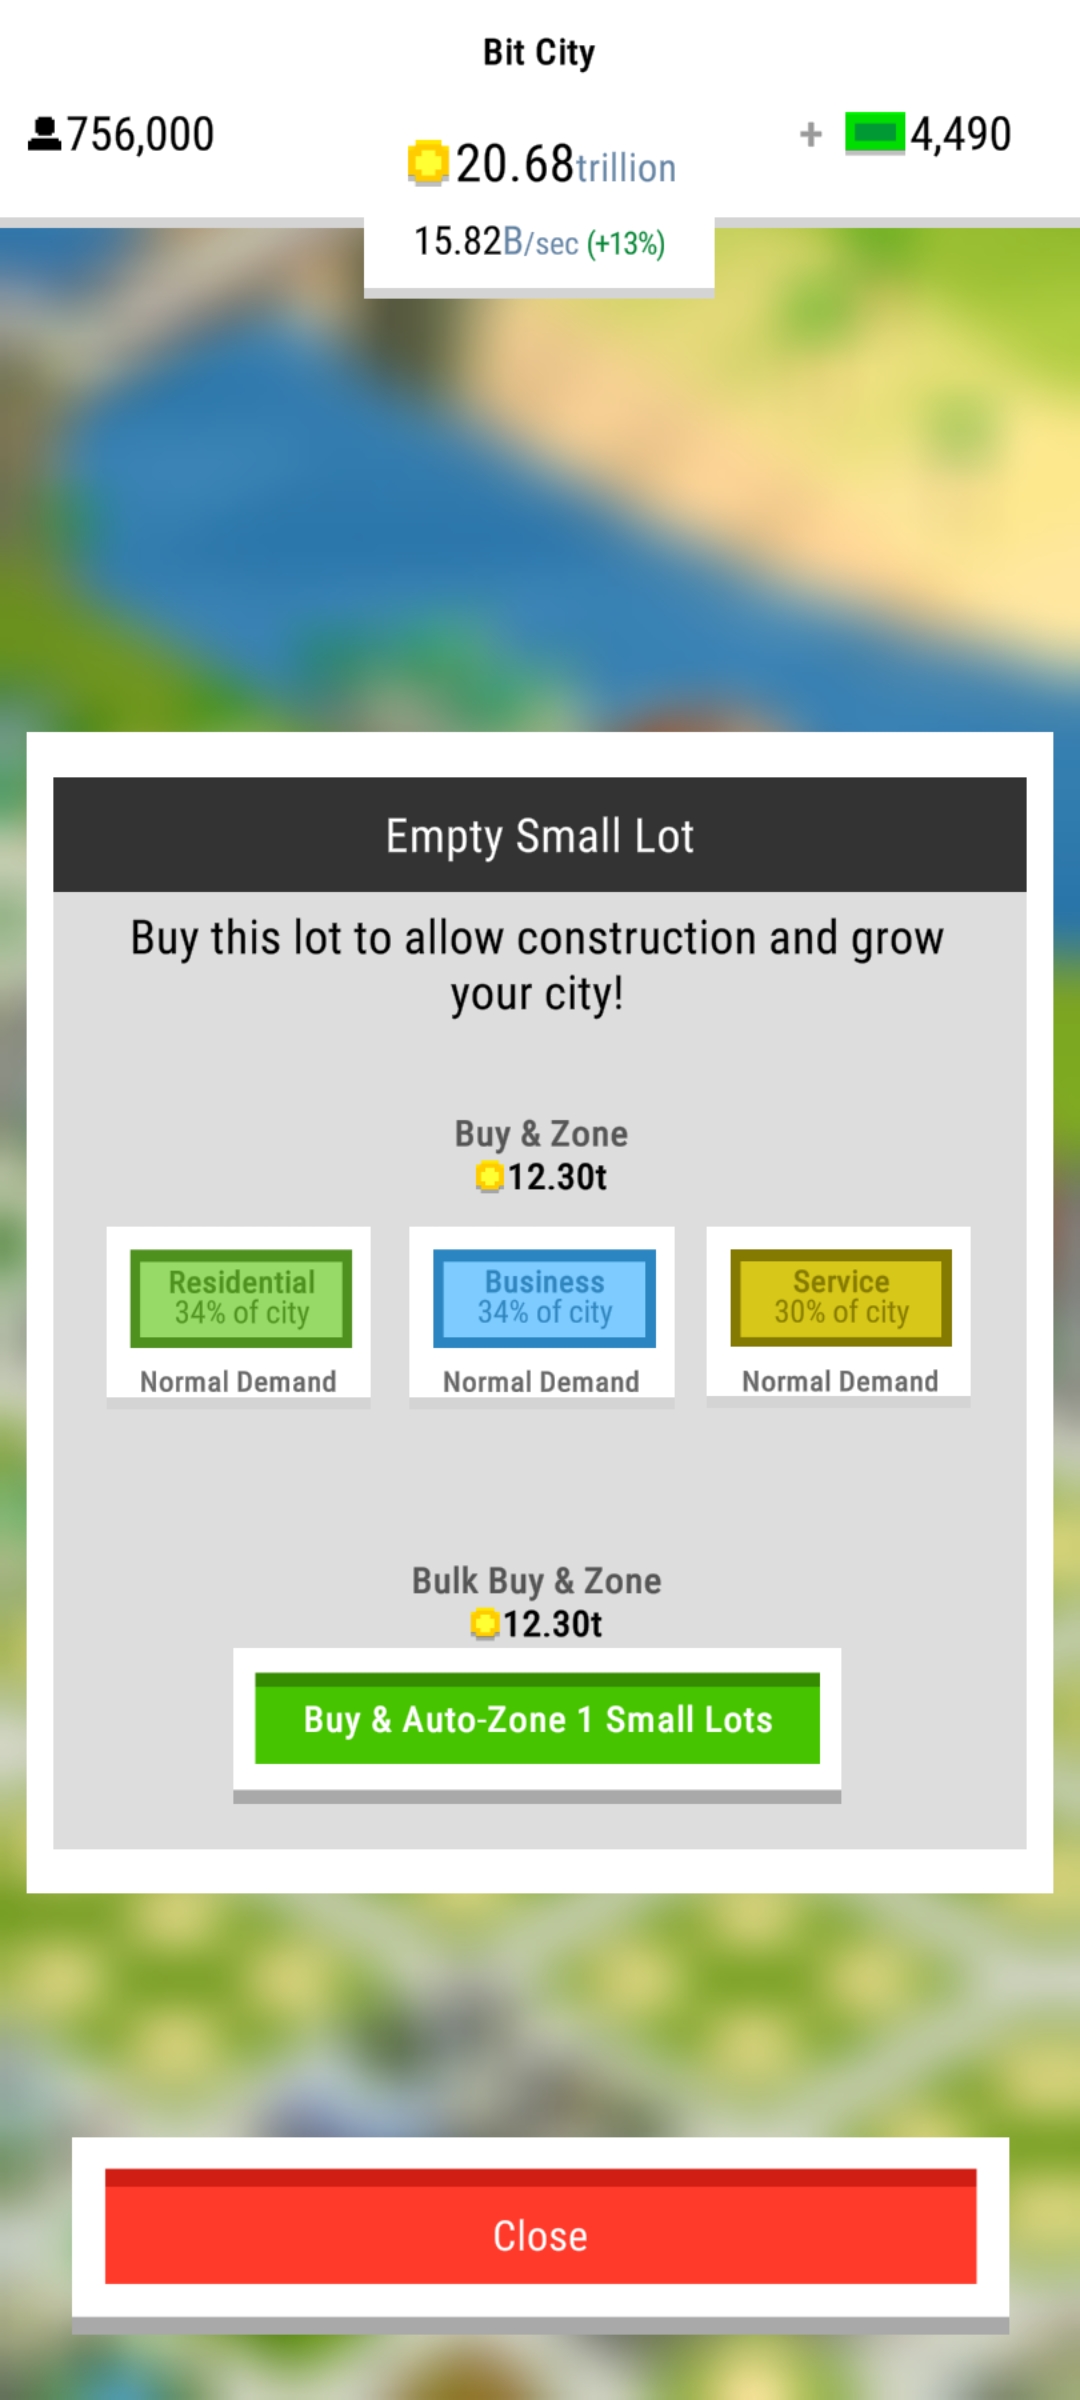 Bit City
756,000
20.68trillion
+ 4,490
15.82B/sec (+13%)
Empty Small Lot
Buy this lot to allow construction and grow
your city!
Buy & Zone
12.30t
Residential
34% of city
Normal Demand
Business
34% of city
Normal Demand
Service
30% of city
Normal Demand
Bulk Buy & Zone
12.30t
Buy & Auto-Zone 1 Small Lots
Close